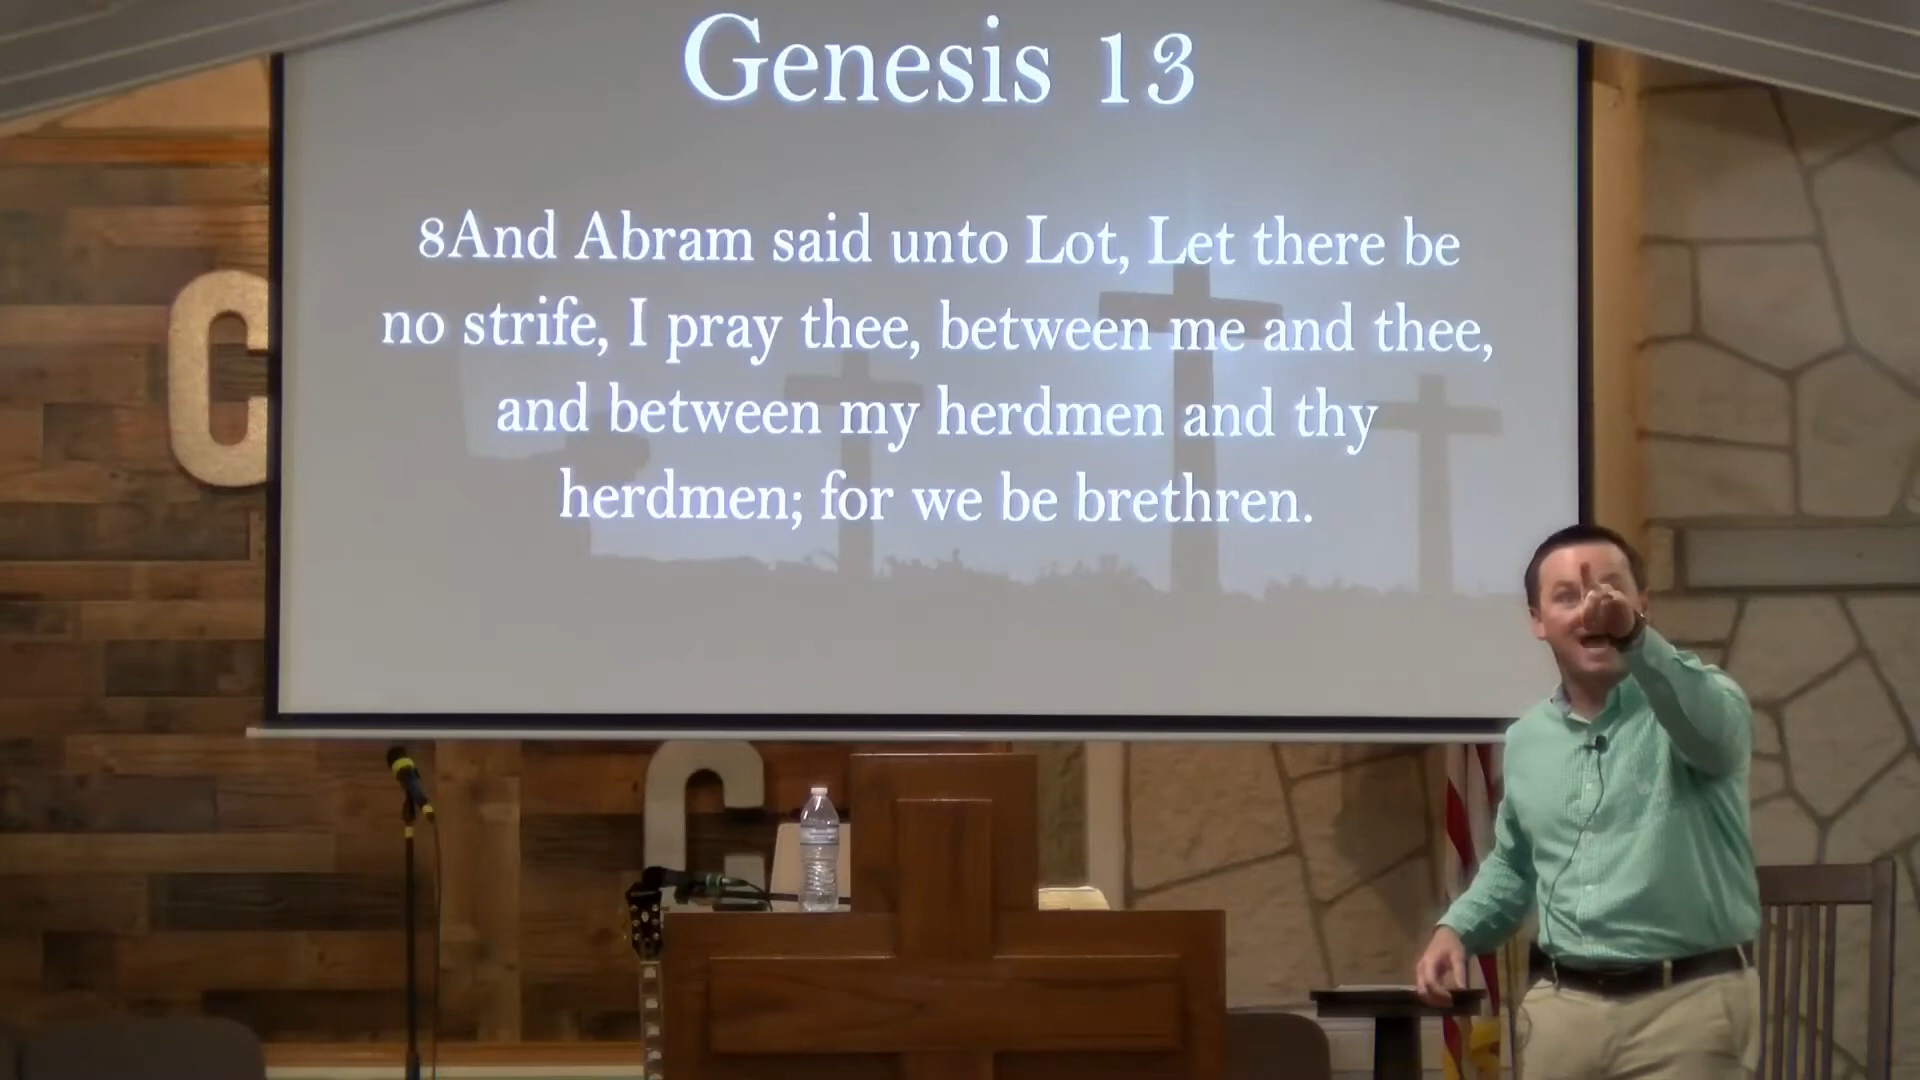 Genesis 13
8And Abram said unto Lot, Let there be
no strife, I pray thee, between me and thee,
and between my herdmen and thy
herdmen; for we be brethren.
C
C